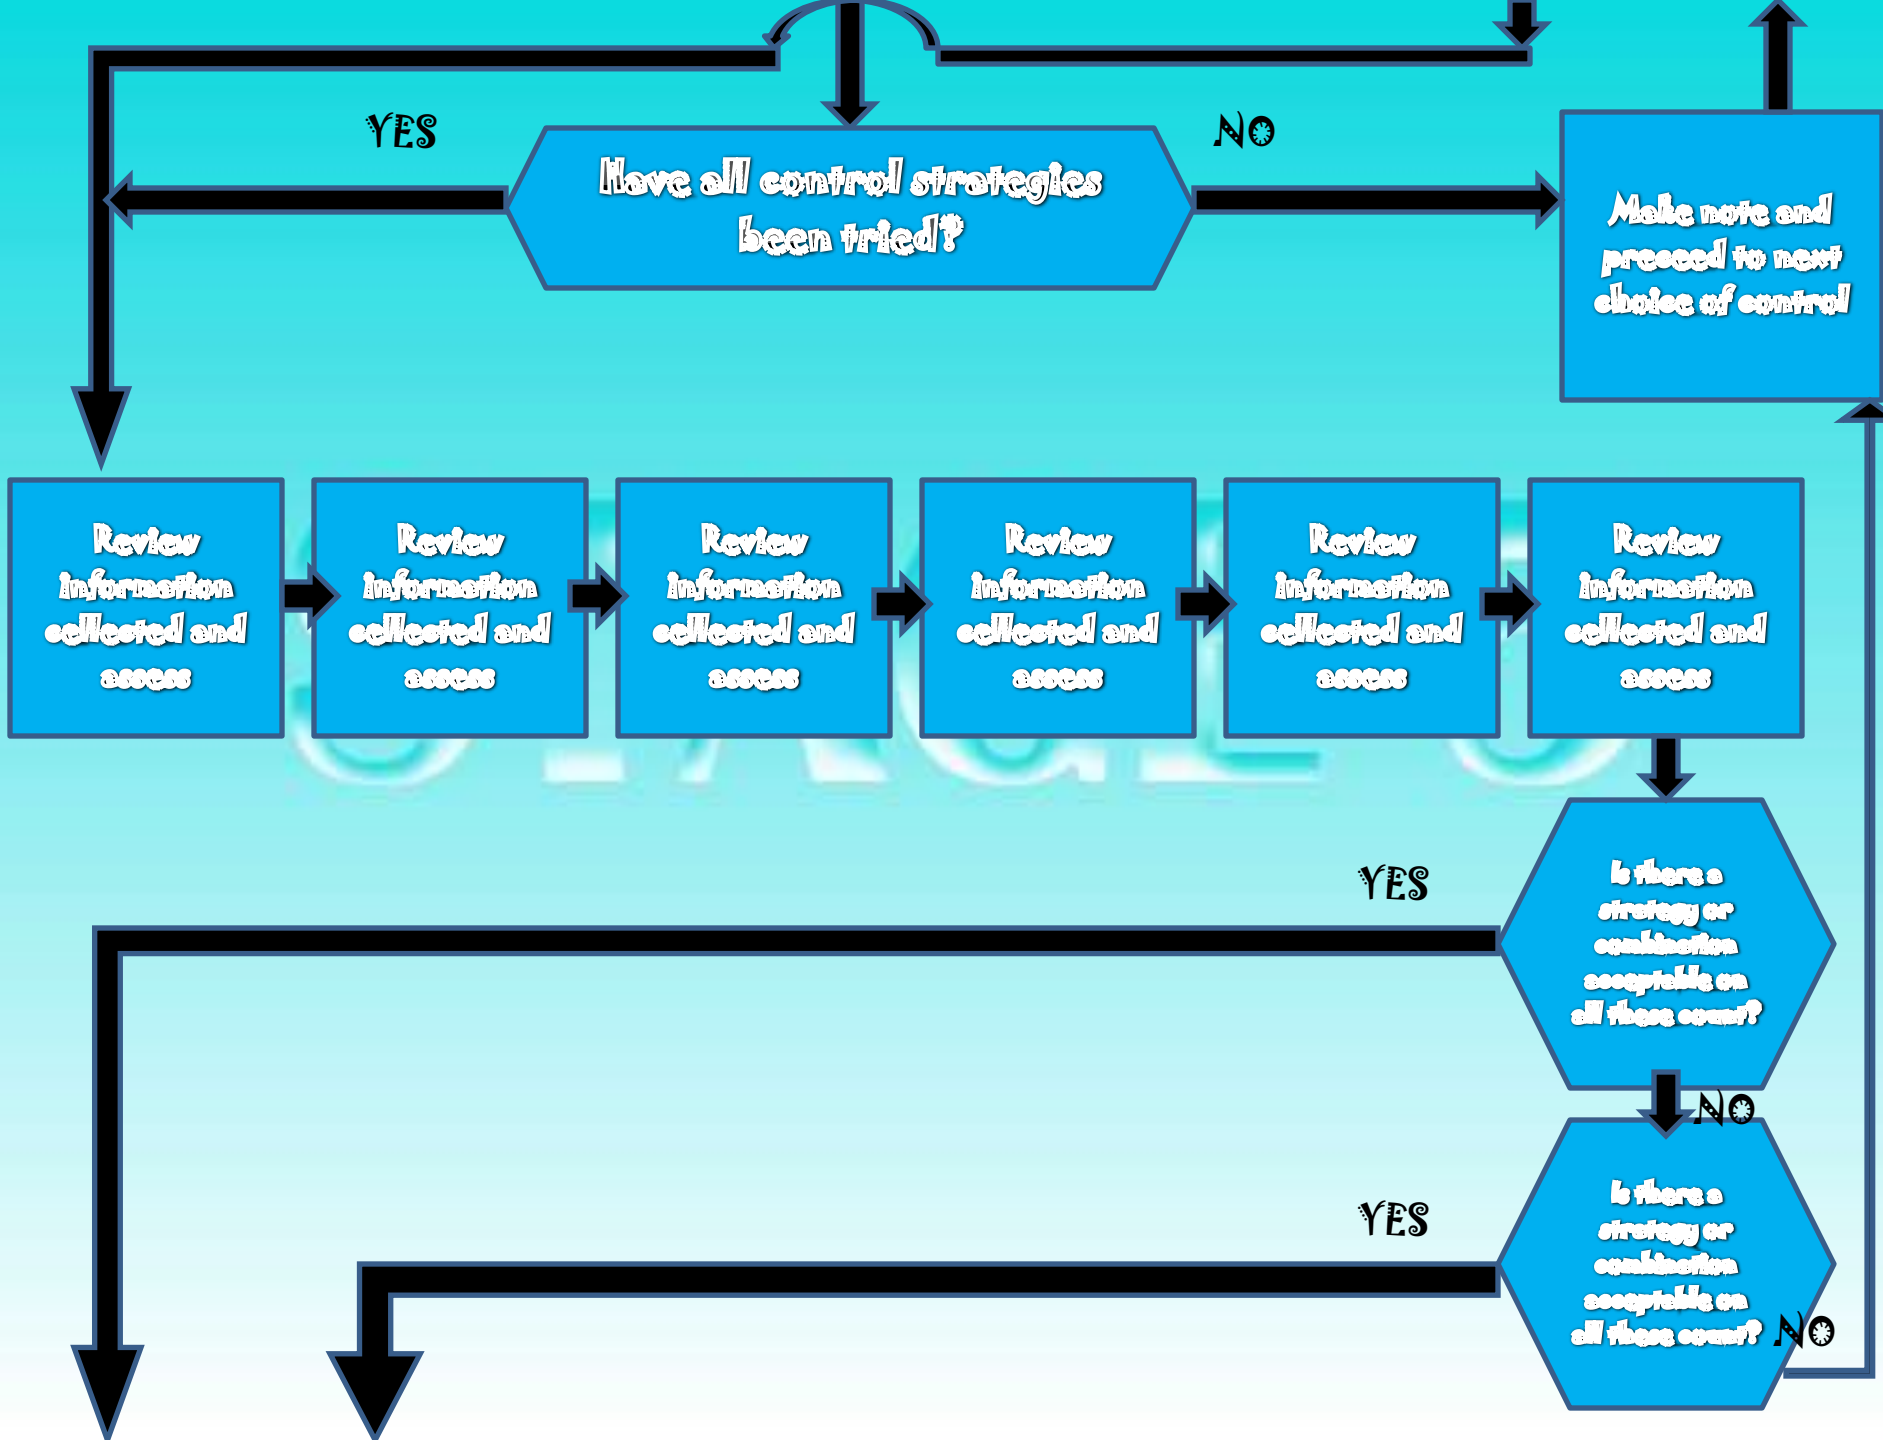 YES
NO
Have all control strategies
been tried?
Make note and
proceed to next
choice of control
Review
information
collected and
assess
Review
information
collected and
assess
Review
information
collected and
assess
Review
information
collected and
assess
Review
information
collected and
assess
Review
information
collected and
assess
STAGE
YES
Is there a
strategy or
combination
acceptable on
all these
NO
YES
Is there a
strategy or
combination
acceptable on
all these
NO